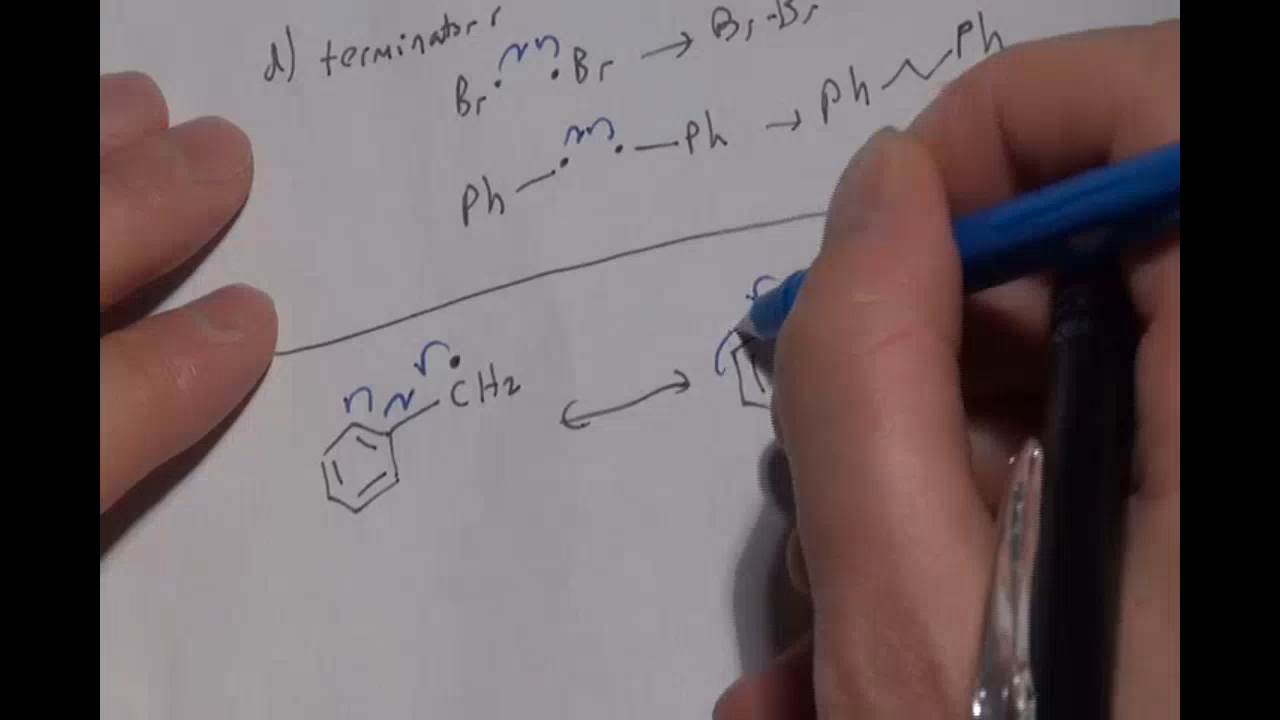 d) terminators
Br· ·Br → Br-Br
Ph—· ·—Ph → Ph Ph
CH2